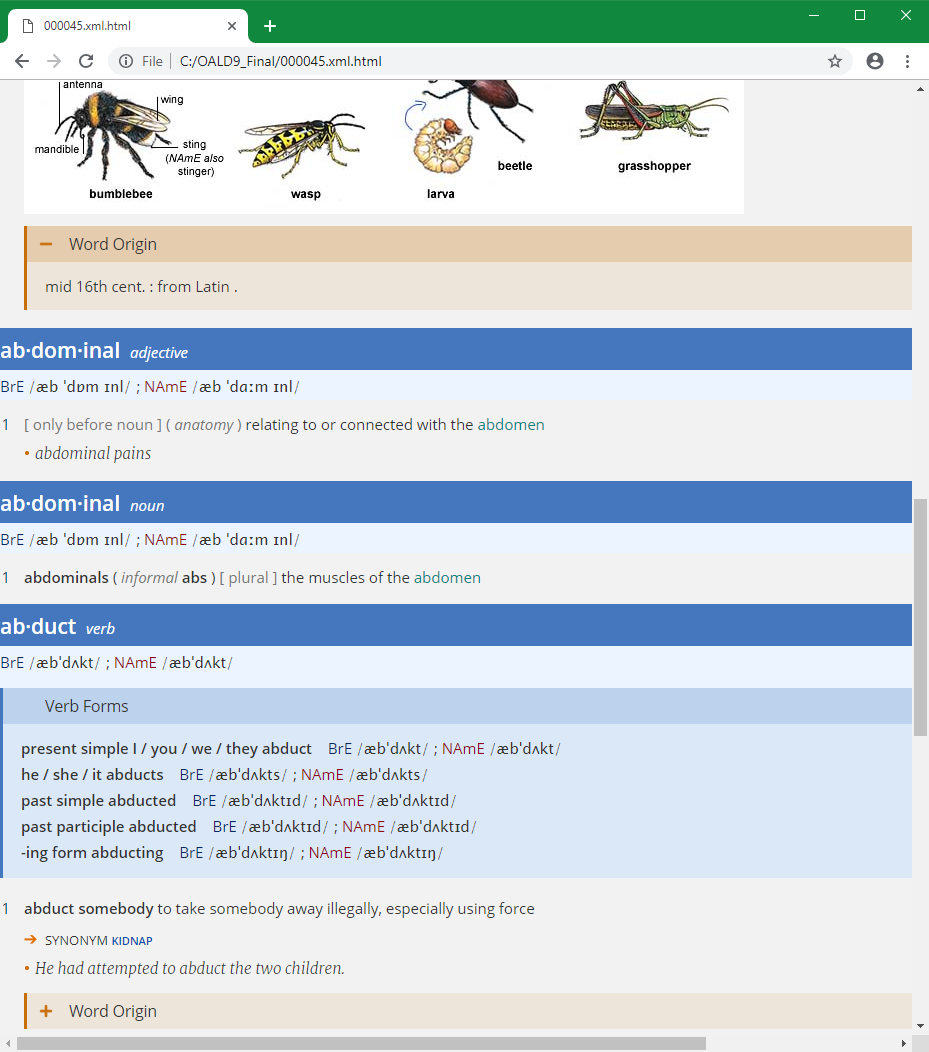 000045.xml.html
File C:/OALD9_Final/000045.xml.html
antenna
wing
mandible
sting
(NAmE also
stinger)
bumblebee
wasp
larva
beetle
grasshopper
Word Origin
mid 16th cent. : from Latin .
ab·dom·inal adjective
BrE /æb ˈdɒm ɪnl/ ; NAmE /æb ˈdɑːm ɪnl/
1 [ only before noun ] ( anatomy ) relating to or connected with the abdomen
• abdominal pains
ab·dom·inal noun
BrE /æb ˈdɒm ɪnl/ ; NAmE /æb ˈdɑːm ɪnl/
1 abdominals ( informal abs ) [ plural ] the muscles of the abdomen
ab·duct verb
BrE /æbˈdʌkt/ ; NAmE /æbˈdʌkt/
Verb Forms
present simple I / you / we / they abduct BrE /æbˈdʌkt/ ; NAmE /æbˈdʌkt/
he / she / it abducts BrE /æbˈdʌkts/ ; NAmE /æbˈdʌkts/
past simple abducted BrE /æbˈdʌktɪd/ ; NAmE /æbˈdʌktɪd/
past participle abducted BrE /æbˈdʌktɪd/ ; NAmE /æbˈdʌktɪd/
-ing form abducting BrE /æbˈdʌktɪŋ/ ; NAmE /æbˈdʌktɪŋ/
1 abduct somebody to take somebody away illegally, especially using force
→ SYNONYM KIDNAP
• He had attempted to abduct the two children.
Word Origin